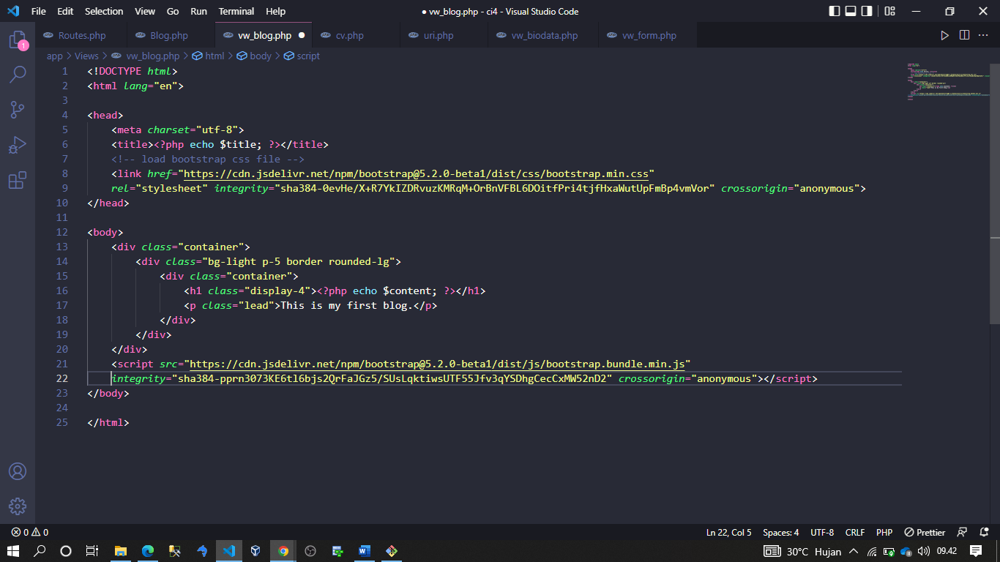 File Edit Selection View Go Run Terminal Help
● vw_blog.php - ci4 - Visual Studio Code
Routes.php Blog.php vw_blog.php cv.php uri.php vw_biodata.php vw_form.php
app > Views > vw_blog.php > html > body > script
1 <!DOCTYPE html>
2 <html lang="en">
3
4 <head>
5 <meta charset="utf-8">
6 <title><?php echo $title; ?></title>
7 <!-- load bootstrap css file -->
8 <link href="https://cdn.jsdelivr.net/npm/bootstrap@5.2.0-beta1/dist/css/bootstrap.min.css"
9 rel="stylesheet" integrity="sha384-0evHe/X+R7YkIZDRvuzKMRqM+OrBnVFBL6DOitfPri4tjfHxaWutUpFmBp4vmVor" crossorigin="anonymous">
10 </head>
11
12 <body>
13 <div class="container">
14 <div class="bg-light p-5 border rounded-lg">
15 <div class="container">
16 <h1 class="display-4"><?php echo $content; ?></h1>
17 <p class="lead">This is my first blog.</p>
18 </div>
19 </div>
20 </div>
21 <script src="https://cdn.jsdelivr.net/npm/bootstrap@5.2.0-beta1/dist/js/bootstrap.bundle.min.js"
22 integrity="sha384-pprn3073KE6tl6bjs2QrFaJGz5/SUsLqktiwsUTF55Jfv3qYSDhgCecCxMW52nD2" crossorigin="anonymous"></script>
23 </body>
24
25 </html>
1
0 0
Ln 22, Col 5 Spaces: 4 UTF-8 CRLF PHP Prettier
30°C Hujan 09.42